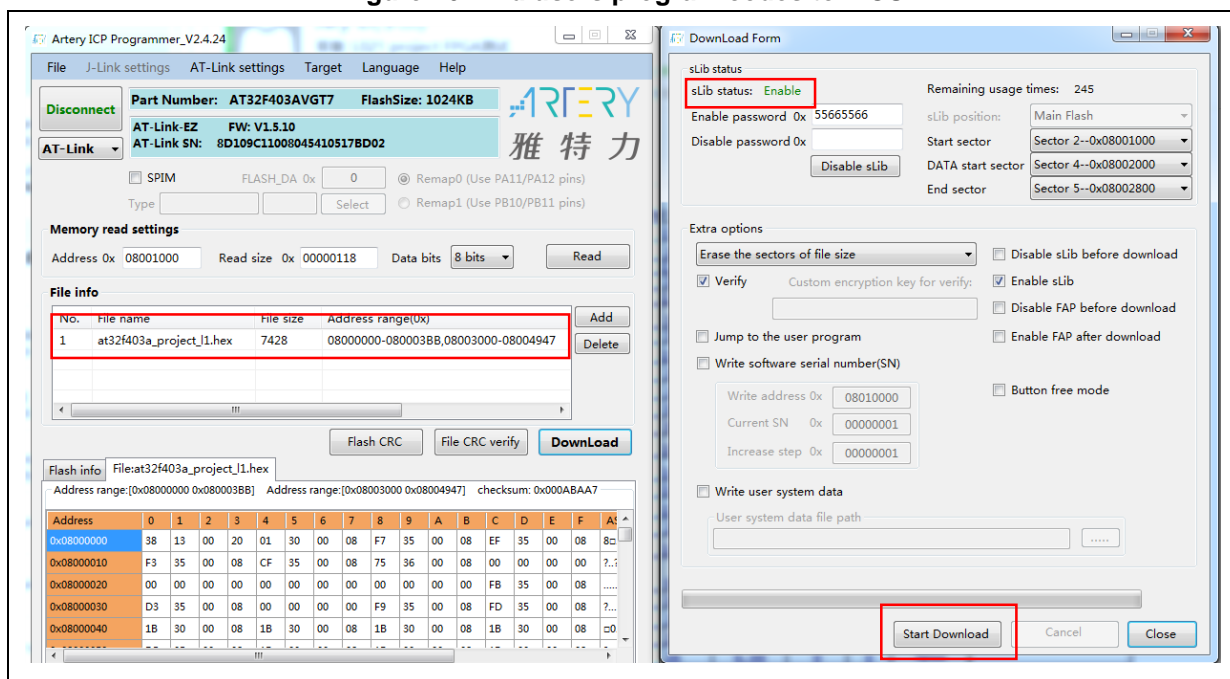 Artery ICP Programmer_V2.4.24
File J-Link settings AT-Link settings Target Language Help
Disconnect
Part Number: AT32F403AVGT7 FlashSize: 1024KB
AT-Link-EZ FW: V1.5.10
AT-Link
AT-Link SN: 8D109C11008045410517BD02
ARTERY
雅特力
SPIM FLASH_DA 0x 0 Remap0 (Use PA11/PA12 pins)
Type Select Remap1 (Use PB10/PB11 pins)
Memory read settings
Address 0x 08001000 Read size 0x 00000118 Data bits 8 bits Read
File info
No. File name File size Address range(0x) Add
1 at32f403a_project_l1.hex 7428 08000000-080003BB,08003000-08004947 Delete
Flash CRC File CRC verify DownLoad
Flash info File:at32f403a_project_l1.hex
Address range:[0x08000000 0x080003BB] Address range:[0x08003000 0x08004947] checksum: 0x000ABAA7
Address 0 1 2 3 4 5 6 7 8 9 A B C D E F
0x08000000 38 13 00 20 01 30 00 08 F7 35 00 08 EF 35 00 08 8□
0x08000010 F3 35 00 08 CF 35 00 08 75 36 00 08 00 00 00 00 ?..?
0x08000020 00 00 00 00 00 00 00 00 00 00 00 00 FB 35 00 08 .....
0x08000030 D3 35 00 08 00 00 00 00 F9 35 00 08 FD 35 00 08 ?...
0x08000040 1B 30 00 08 1B 30 00 08 1B 30 00 08 1B 30 00 08 □0
DownLoad Form
sLib status
sLib status: Enable Remaining usage times: 245
Enable password 0x 55665566 sLib position: Main Flash
Disable password 0x Start sector Sector 2--0x08001000
Disable sLib DATA start sector Sector 4--0x08002000
End sector Sector 5--0x08002800
Extra options
Erase the sectors of file size Disable sLib before download
Verify Custom encryption key for verify: Enable sLib
Disable FAP before download
Jump to the user program Enable FAP after download
Write software serial number(SN)
Write address 0x 08010000 Button free mode
Current SN 0x 00000001
Increase step 0x 00000001
Write user system data
User system data file path
.....
Start Download Cancel Close